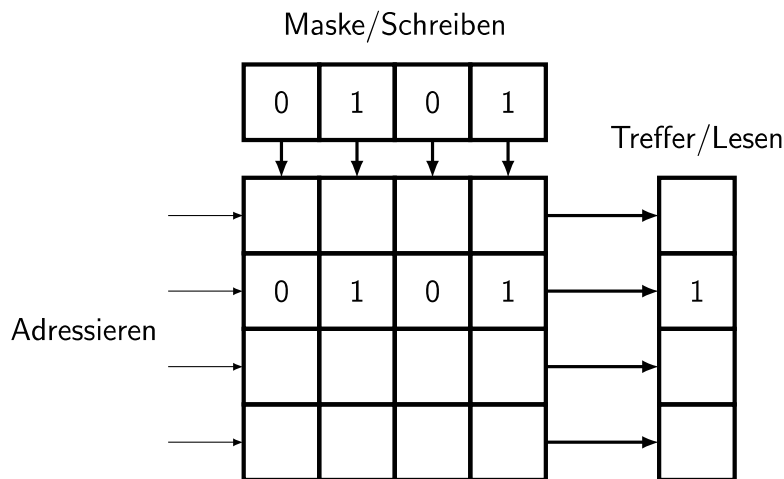 Maske/Schreiben
0 1 0 1
Treffer/Lesen
0 1 0 1 1
Adressieren